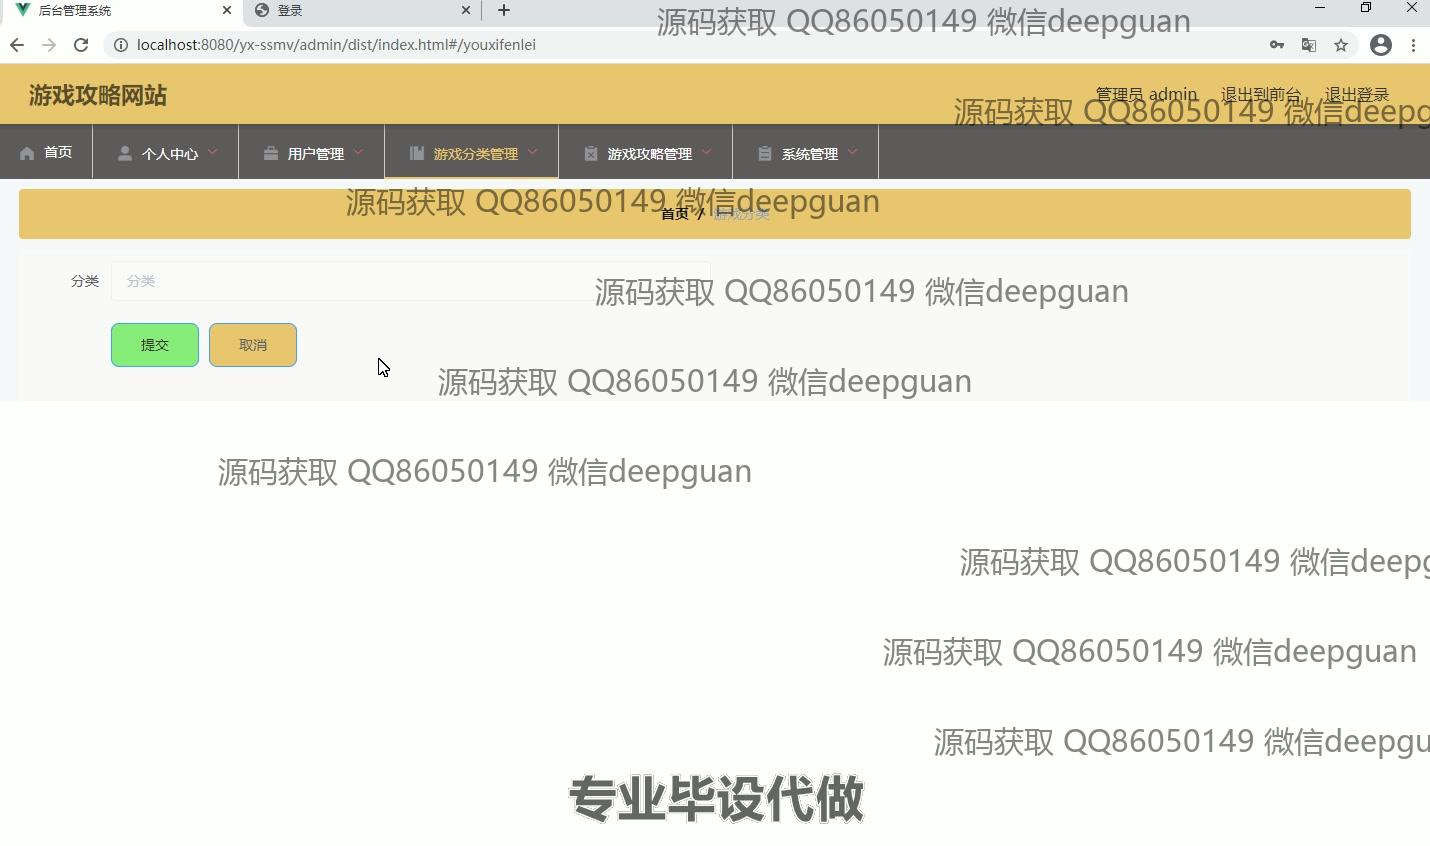 后台管理系统
登录
源码获取 QQ86050149 微信deepguan
localhost:8080/yx-ssmv/admin/dist/index.html#/youxifenlei
游戏攻略网站
管理员 admin 退出到前台 退出登录
源码获取 QQ86050149 微信deepg
首页 个人中心 用户管理 游戏分类管理 游戏攻略管理 系统管理
源码获取 QQ86050149 微信deepguan
首页 / 游戏分类
分类 分类
源码获取 QQ86050149 微信deepguan
提交 取消
源码获取 QQ86050149 微信deepguan
源码获取 QQ86050149 微信deepguan
源码获取 QQ86050149 微信deepg
源码获取 QQ86050149 微信deepguan
源码获取 QQ86050149 微信deepgu
专业毕设代做